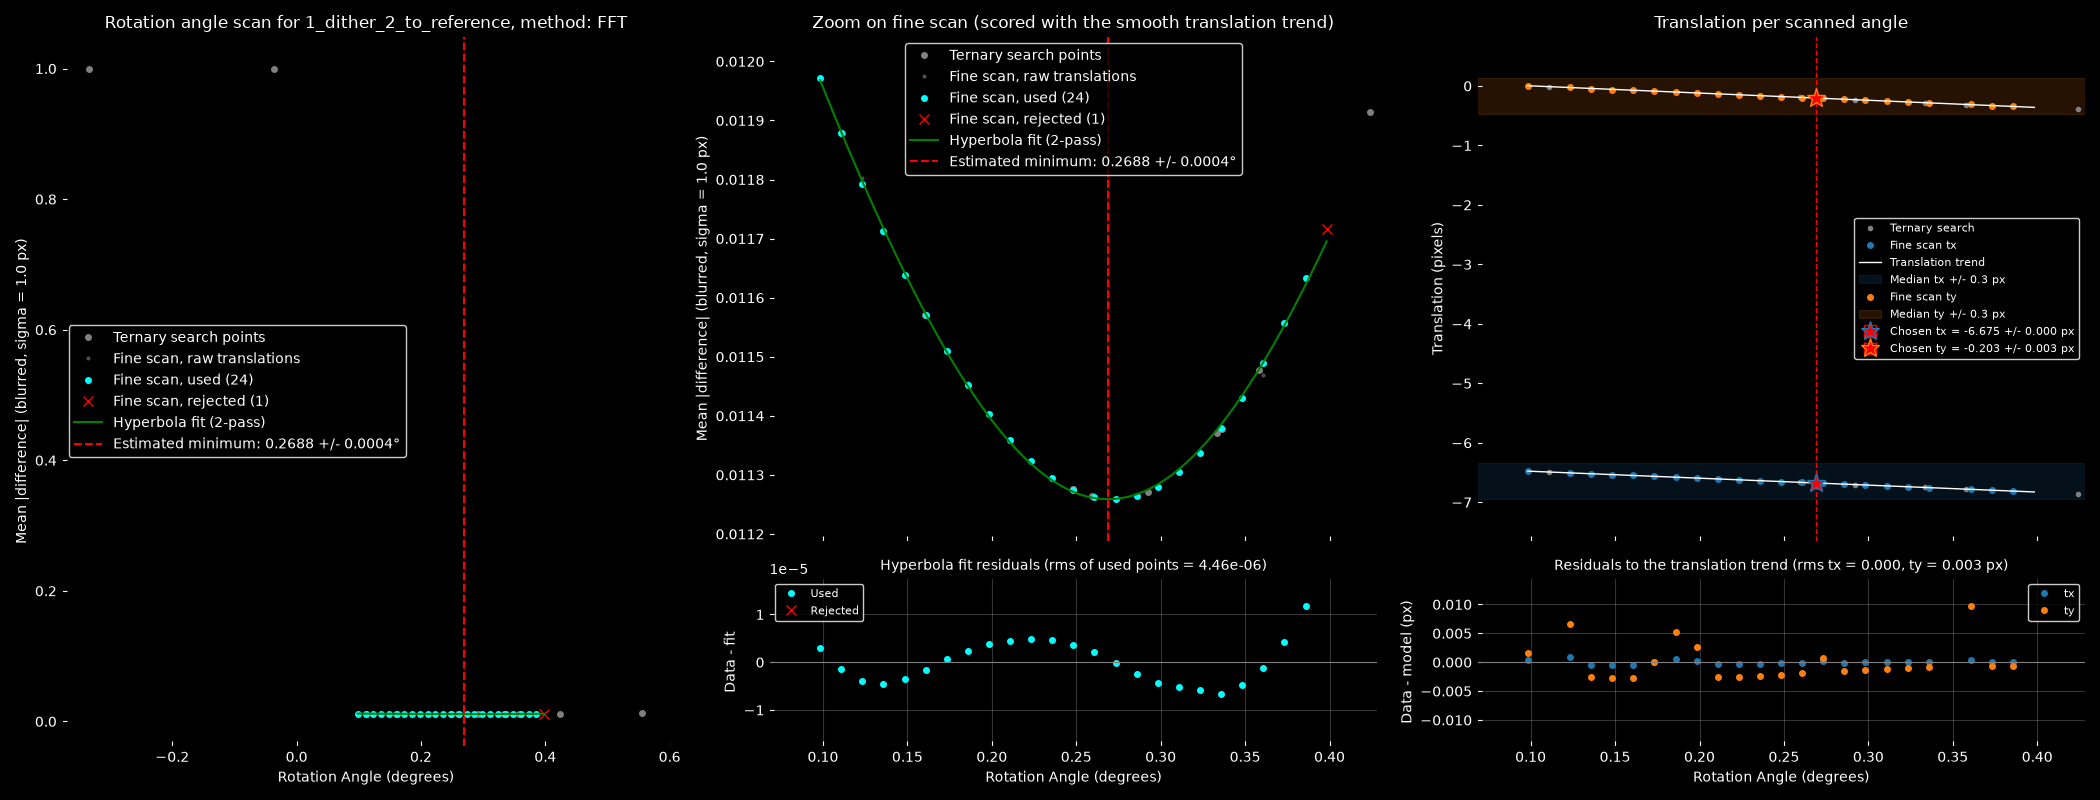 Rotation angle scan for 1_dither_2_to_reference, method: FFT
Mean |difference| (blurred, sigma = 1.0 px)
1.0
0.8
0.6
0.4
0.2
0.0
Ternary search points
Fine scan, raw translations
Fine scan, used (24)
Fine scan, rejected (1)
Hyperbola fit (2-pass)
Estimated minimum: 0.2688 +/- 0.0004°
−0.2
0.0
0.2
0.4
0.6
Rotation Angle (degrees)
Zoom on fine scan (scored with the smooth translation trend)
Mean |difference| (blurred, sigma = 1.0 px)
0.0120
0.0119
0.0118
0.0117
0.0116
0.0115
0.0114
0.0113
0.0112
Ternary search points
Fine scan, raw translations
Fine scan, used (24)
Fine scan, rejected (1)
Hyperbola fit (2-pass)
Estimated minimum: 0.2688 +/- 0.0004°
1e−5
Hyperbola fit residuals (rms of used points = 4.46e-06)
Data - fit
1
0
−1
Used
Rejected
0.10
0.15
0.20
0.25
0.30
0.35
0.40
Rotation Angle (degrees)
Translation per scanned angle
Translation (pixels)
0
−1
−2
−3
−4
−5
−6
−7
Ternary search
Fine scan tx
Translation trend
Median tx +/- 0.3 px
Fine scan ty
Median ty +/- 0.3 px
Chosen tx = -6.675 +/- 0.000 px
Chosen ty = -0.203 +/- 0.003 px
Residuals to the translation trend (rms tx = 0.000, ty = 0.003 px)
Data - model (px)
0.010
0.005
0.000
−0.005
−0.010
tx
ty
0.10
0.15
0.20
0.25
0.30
0.35
0.40
Rotation Angle (degrees)